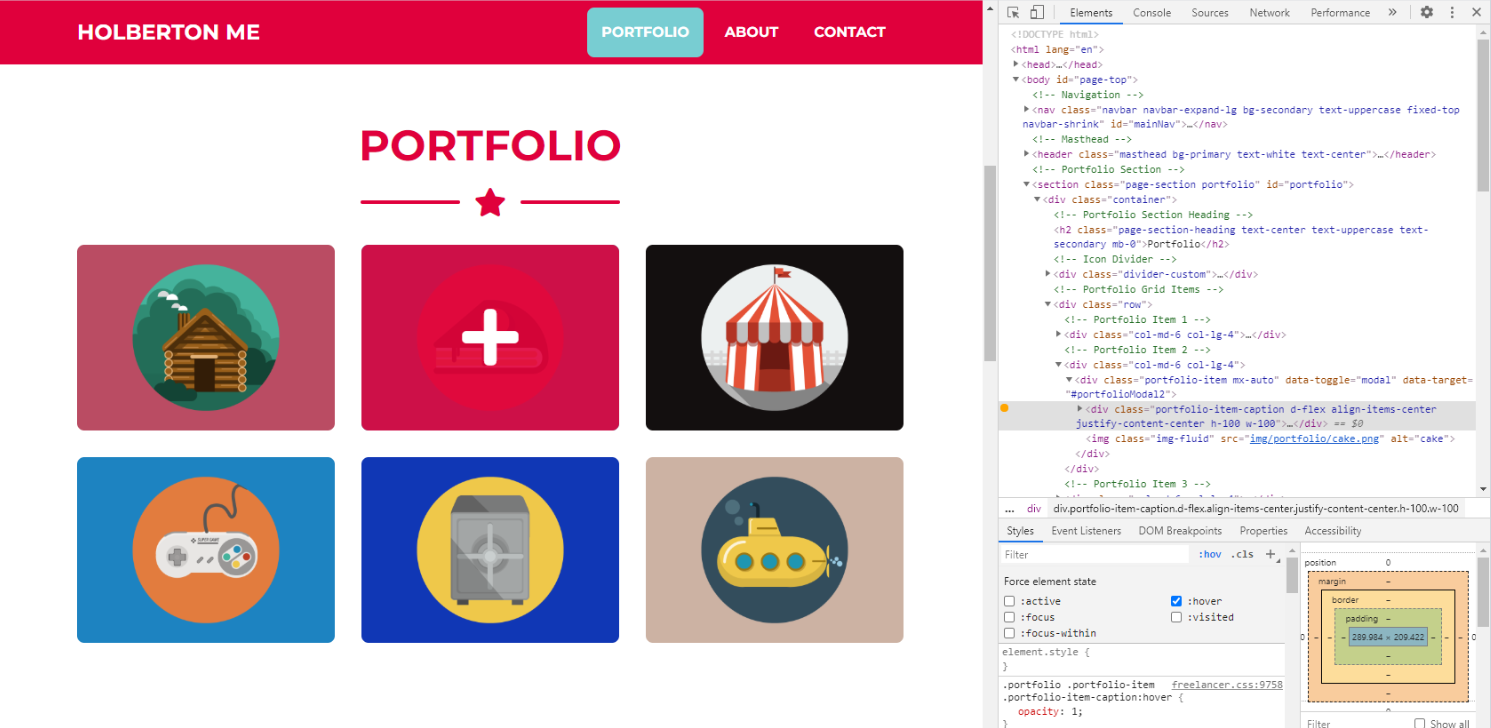 HOLBERTON ME
PORTFOLIO
ABOUT
CONTACT
PORTFOLIO
Elements Console Sources Network Performance »
<!DOCTYPE html>
<html lang="en">
<head>…</head>
<body id="page-top">
<!-- Navigation -->
<nav class="navbar navbar-expand-lg bg-secondary text-uppercase fixed-top
navbar-shrink" id="mainNav">…</nav>
<!-- Masthead -->
<header class="masthead bg-primary text-white text-center">…</header>
<!-- Portfolio Section -->
<section class="page-section portfolio" id="portfolio">
<div class="container">
<!-- Portfolio Section Heading -->
<h2 class="page-section-heading text-center text-uppercase text-
secondary mb-0">Portfolio</h2>
<!-- Icon Divider -->
<div class="divider-custom">…</div>
<!-- Portfolio Grid Items -->
<div class="row">
<!-- Portfolio Item 1 -->
<div class="col-md-6 col-lg-4">…</div>
<!-- Portfolio Item 2 -->
<div class="col-md-6 col-lg-4">
<div class="portfolio-item mx-auto" data-toggle="modal" data-target=
"#portfolioModal2">
<div class="portfolio-item-caption d-flex align-items-center
justify-content-center h-100 w-100">…</div> == $0
<img class="img-fluid" src="img/portfolio/cake.png" alt="cake">
</div>
</div>
<!-- Portfolio Item 3 -->
... div div.portfolio-item-caption.d-flex.align-items-center.justify-content-center.h-100.w-100
Styles Event Listeners DOM Breakpoints Properties Accessibility
Filter :hov .cls +
Force element state
:active :hover
:focus :visited
:focus-within
element.style {
}
.portfolio .portfolio-item freelancer.css:9758
.portfolio-item-caption:hover {
opacity: 1;
}
position 0
margin –
border –
padding –
0 – – – 289.984 × 209.422 – – – 0
–
–
–
Filter Show all